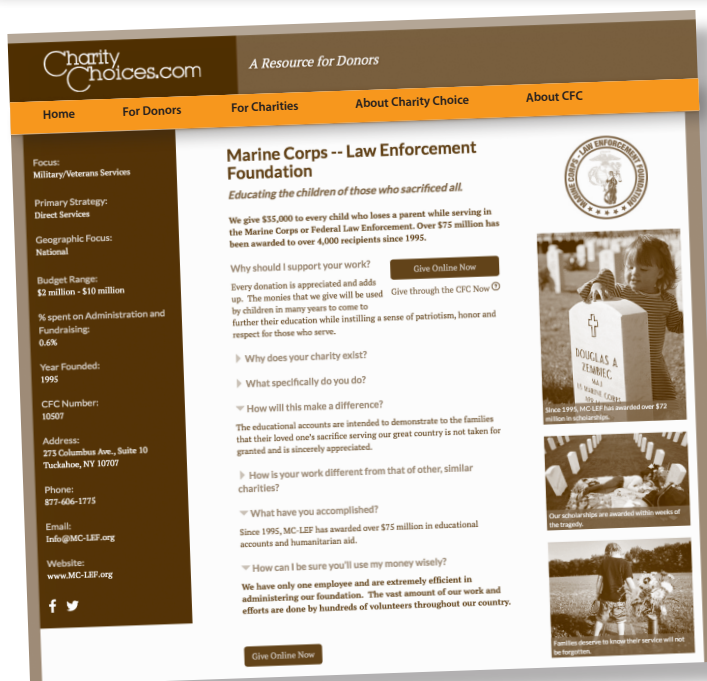 Charity
Choices.com
A Resource for Donors
Home
For Donors
For Charities
About Charity Choice
About CFC
Focus:
Military/Veterans Services
Primary Strategy:
Direct Services
Geographic Focus:
National
Budget Range:
$2 million - $10 million
% spent on Administration and
Fundraising:
0.6%
Year Founded:
1995
CFC Number:
10507
Address:
273 Columbus Ave., Suite 10
Tuckahoe, NY 10707
Phone:
877-606-1775
Email:
Info@MC-LEF.org
Website:
www.MC-LEF.org
Marine Corps -- Law Enforcement
Foundation
Educating the children of those who sacrificed all.
We give $35,000 to every child who loses a parent while serving in
the Marine Corps or Federal Law Enforcement. Over $75 million has
been awarded to over 4,000 recipients since 1995.
Why should I support your work?
Give Online Now
Give through the CFC Now
Every donation is appreciated and adds
up. The monies that we give will be used
by children in many years to come to
further their education while instilling a sense of patriotism, honor and
respect for those who serve.
Why does your charity exist?
What specifically do you do?
How will this make a difference?
The educational accounts are intended to demonstrate to the families
that their loved one's sacrifice serving our great country is not taken for
granted and is sincerely appreciated.
How is your work different from that of other, similar
charities?
What have you accomplished?
Since 1995, MC-LEF has awarded over $75 million in educational
accounts and humanitarian aid.
How can I be sure you'll use my money wisely?
We have only one employee and are extremely efficient in
administering our foundation. The vast amount of our work and
efforts are done by hundreds of volunteers throughout our country.
Give Online Now
MARINE CORPS - LAW ENFORCEMENT
FOUNDATION
DOUGLAS A
ZEMBIEC
MAJ
US MARINE CORPS
Since 1995, MC-LEF has awarded over $72
million in scholarships.
Our scholarships are awarded within weeks of
the tragedy.
Families deserve to know their service will not
be forgotten.